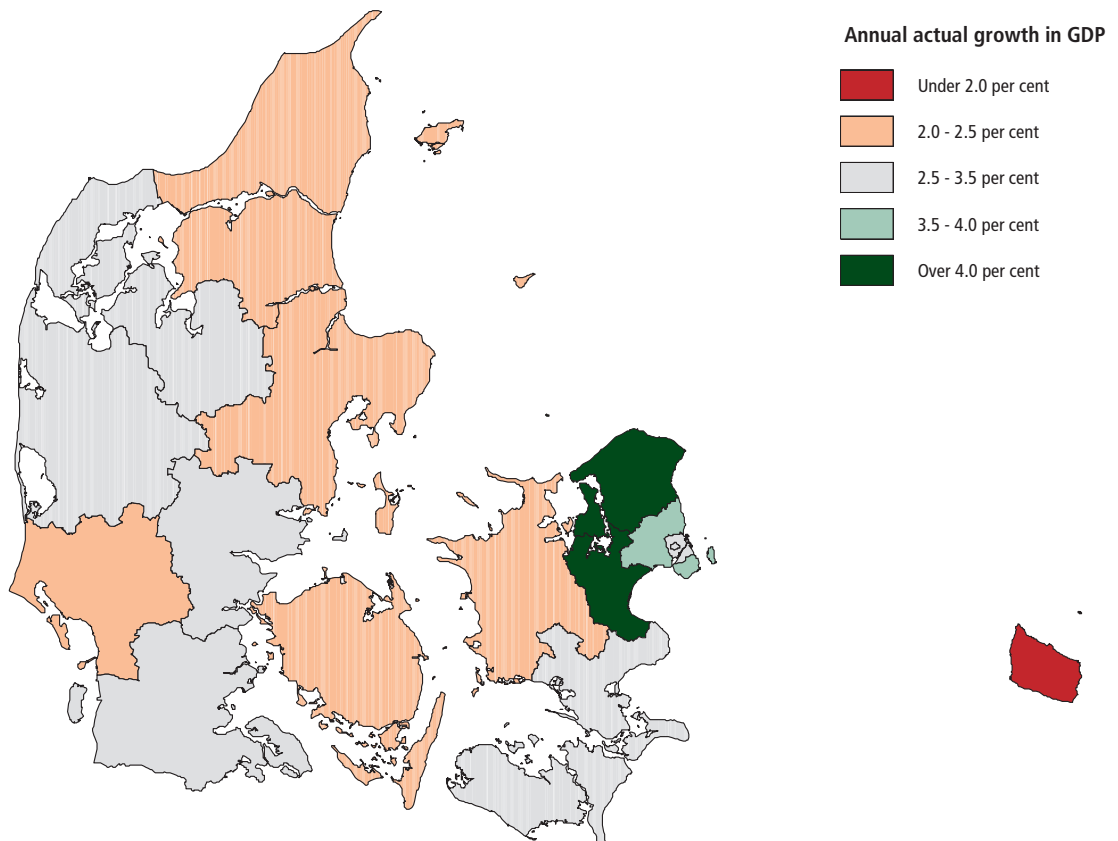 Annual actual growth in GDP
Under 2.0 per cent
2.0 - 2.5 per cent
2.5 - 3.5 per cent
3.5 - 4.0 per cent
Over 4.0 per cent